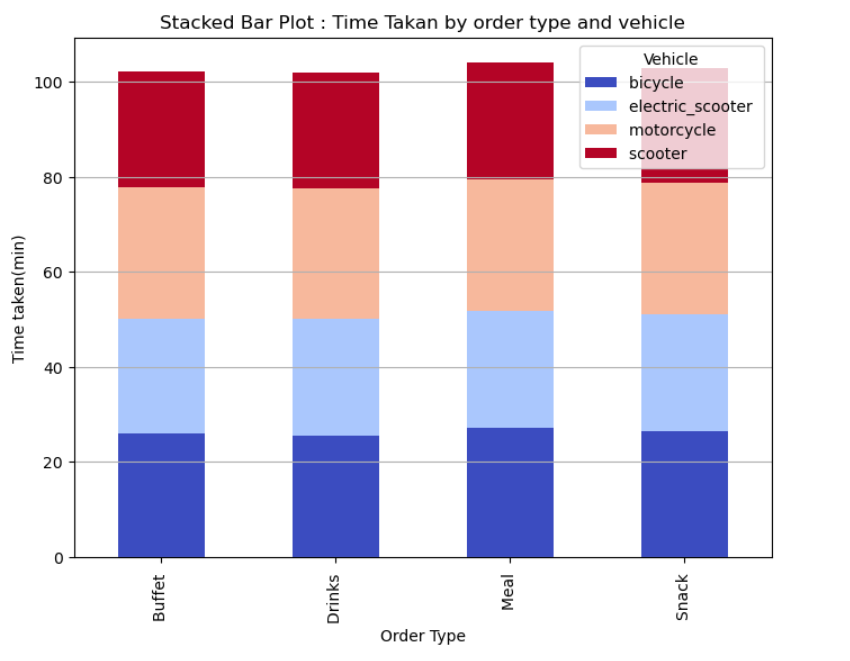 Stacked Bar Plot : Time Takan by order type and vehicle
Vehicle
bicycle
electric_scooter
motorcycle
scooter
Time taken(min)
100
80
60
40
20
0
Buffet
Drinks
Meal
Snack
Order Type